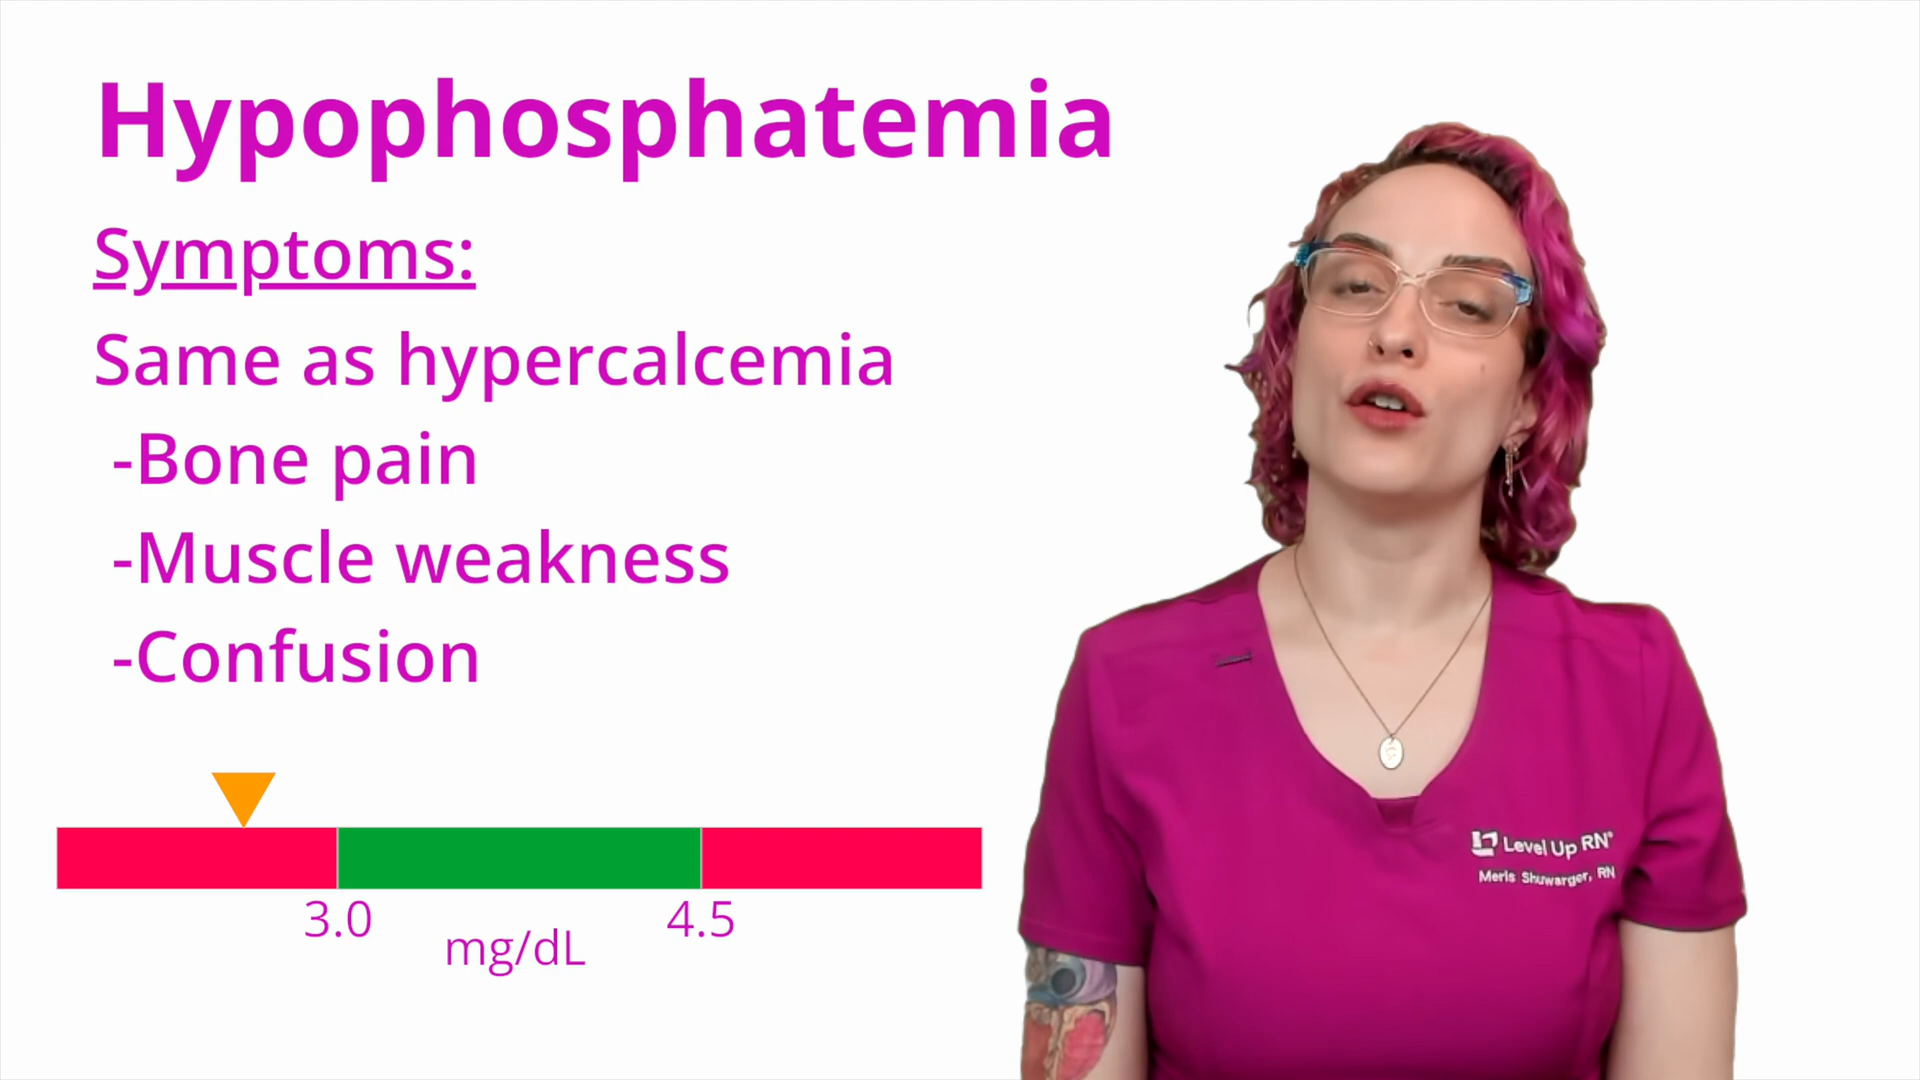 Hypophosphatemia
Symptoms:
Same as hypercalcemia
-Bone pain
-Muscle weakness
-Confusion
3.0
4.5
mg/dL
Level Up RN®
Meris Shuwarger, RN